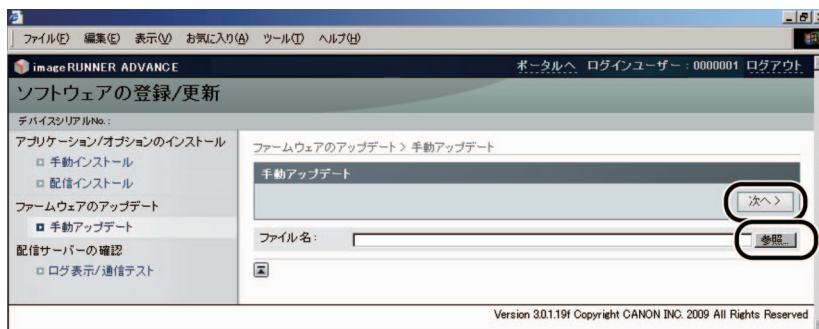 ファイル(F) 編集(E) 表示(V) お気に入り(A) ツール(T) ヘルプ(H)
imageRUNNER ADVANCE ポータルへ ログインユーザー : 0000001 ログアウト
ソフトウェアの登録/更新
デバイスシリアルNo. :
アプリケーション/オプションのインストール
手動インストール
配信インストール
ファームウェアのアップデート
手動アップデート
配信サーバーの確認
ログ表示/通信テスト
ファームウェアのアップデート > 手動アップデート
手動アップデート
次へ >
ファイル名 :
参照...
Version 3.0.1.19f Copyright CANON INC. 2009 All Rights Reserved